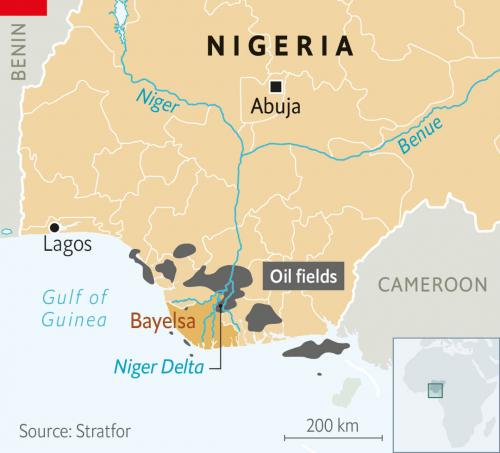 BENIN
NIGERIA
Niger
Abuja
Benue
Lagos
Oil fields
CAMEROON
Gulf of
Guinea
Bayelsa
Niger Delta
Source: Stratfor
200 km